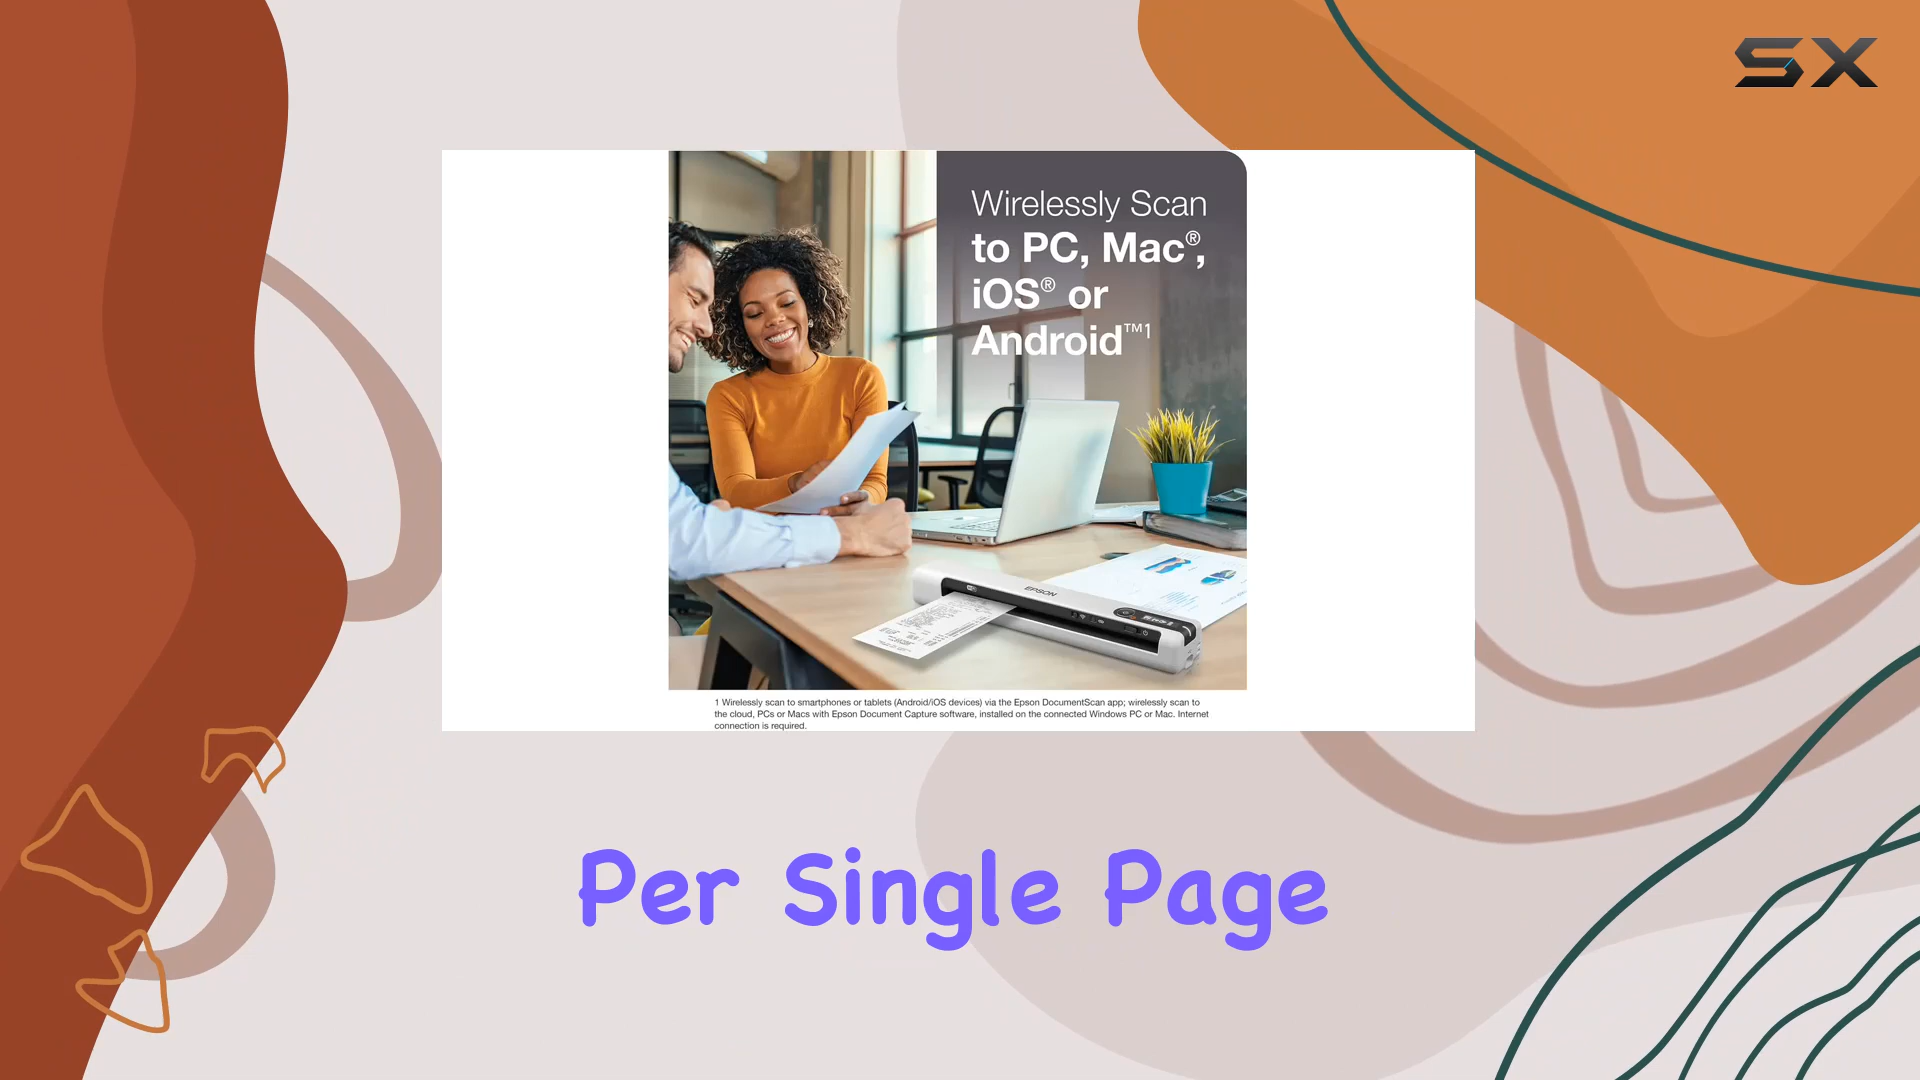 SX
Wirelessly Scan
to PC, Mac®,
iOS® or
Android™1
EPSON
1 Wirelessly scan to smartphones or tablets (Android/iOS devices) via the Epson DocumentScan app; wirelessly scan to
the cloud, PCs or Macs with Epson Document Capture software, installed on the connected Windows PC or Mac. Internet
connection is required.
Per Single Page